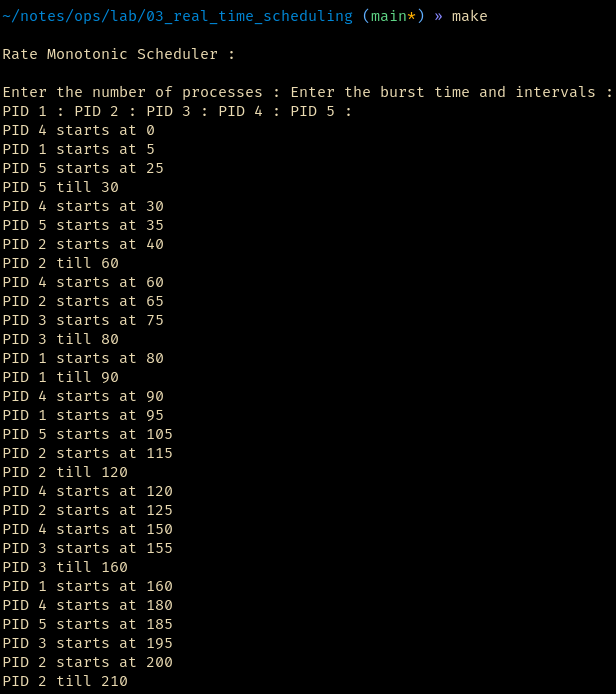 ~/notes/ops/lab/03_real_time_scheduling (main*) » make
Rate Monotonic Scheduler :
Enter the number of processes : Enter the burst time and intervals :
PID 1 : PID 2 : PID 3 : PID 4 : PID 5 :
PID 4 starts at 0
PID 1 starts at 5
PID 5 starts at 25
PID 5 till 30
PID 4 starts at 30
PID 5 starts at 35
PID 2 starts at 40
PID 2 till 60
PID 4 starts at 60
PID 2 starts at 65
PID 3 starts at 75
PID 3 till 80
PID 1 starts at 80
PID 1 till 90
PID 4 starts at 90
PID 1 starts at 95
PID 5 starts at 105
PID 2 starts at 115
PID 2 till 120
PID 4 starts at 120
PID 2 starts at 125
PID 4 starts at 150
PID 3 starts at 155
PID 3 till 160
PID 1 starts at 160
PID 4 starts at 180
PID 5 starts at 185
PID 3 starts at 195
PID 2 starts at 200
PID 2 till 210